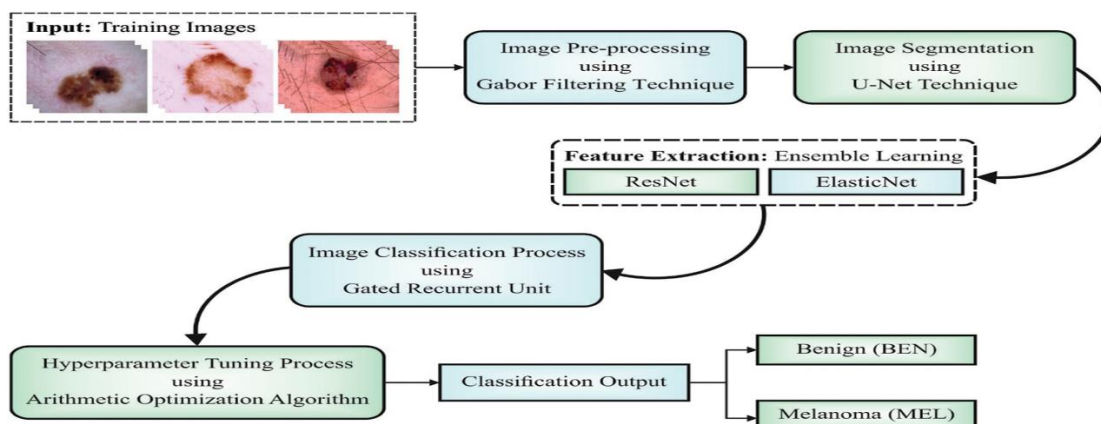 Input: Training Images
Image Pre-processing
using
Gabor Filtering Technique
Image Segmentation
using
U-Net Technique
Feature Extraction: Ensemble Learning
ResNet
ElasticNet
Image Classification Process
using
Gated Recurrent Unit
Hyperparameter Tuning Process
using
Arithmetic Optimization Algorithm
Classification Output
Benign (BEN)
Melanoma (MEL)